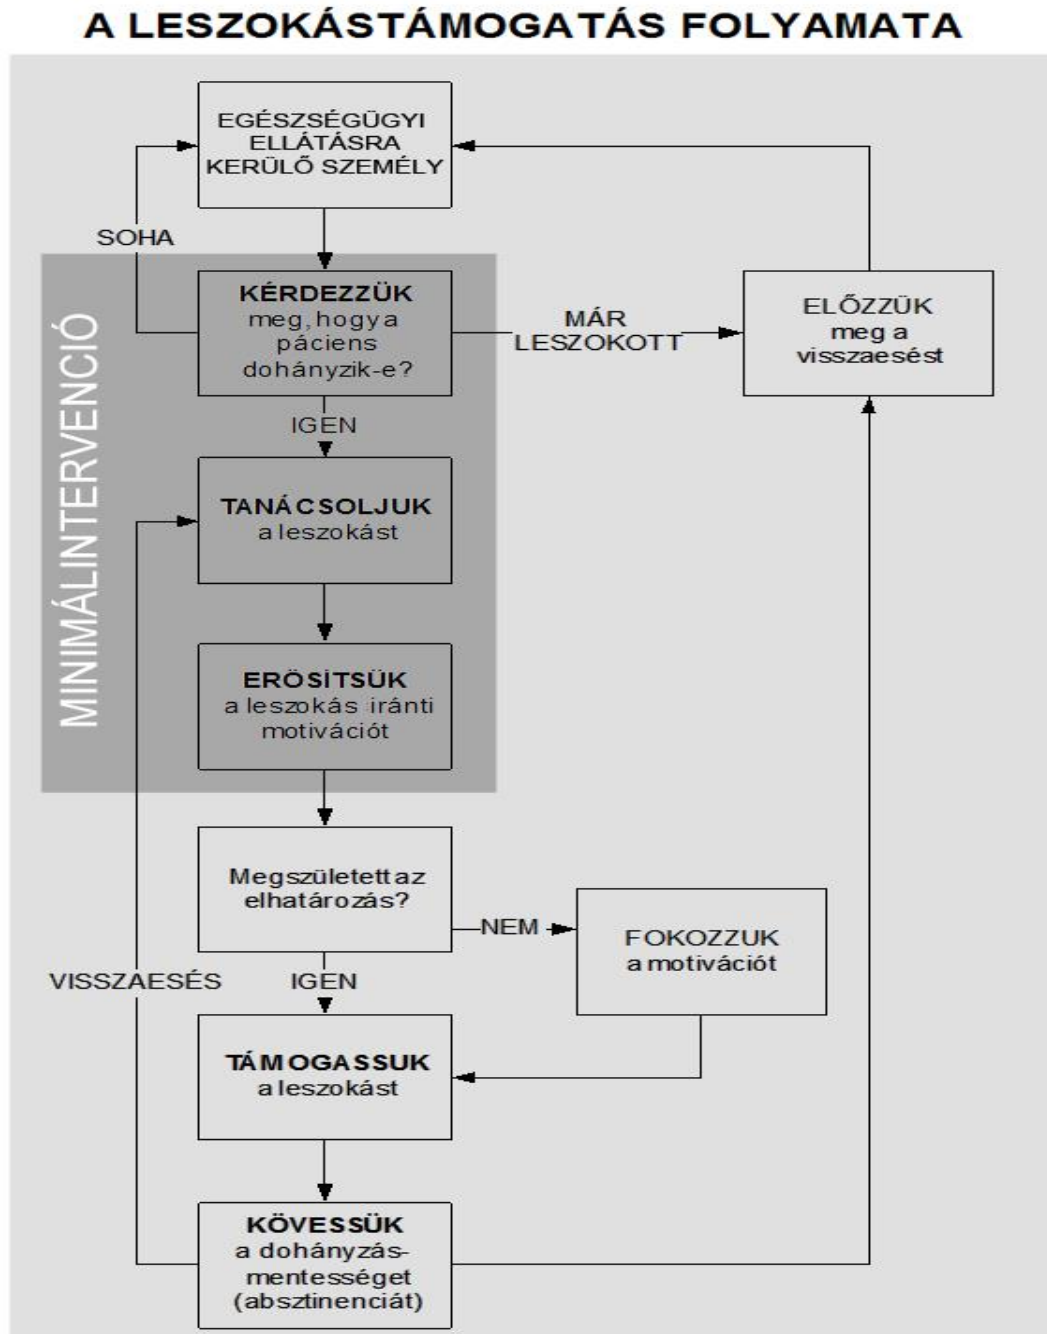 A LESZOKÁSTÁMOGATÁS FOLYAMATA
EGÉSZSÉGÜGYI
ELLÁTÁSRA
KERÜLŐ SZEMÉLY
SOHA
MINIMÁLINTERVENCIÓ
KÉRDEZZÜK
meg, hogy a
páciens
dohányzik-e?
MÁR
LESZOKOTT
ELŐZZÜK
meg a
visszaesést
IGEN
TANÁCSOLJUK
a leszokást
ERÖSÍTSÜK
a leszokás iránti
motivációt
Megszületett az
elhatározás?
NEM
FOKOZZUK
a motivációt
VISSZAESÉS
IGEN
TÁMOGASSUK
a leszokást
KÖVESSÜK
a dohányzás-
mentességet
(absztinenciát)